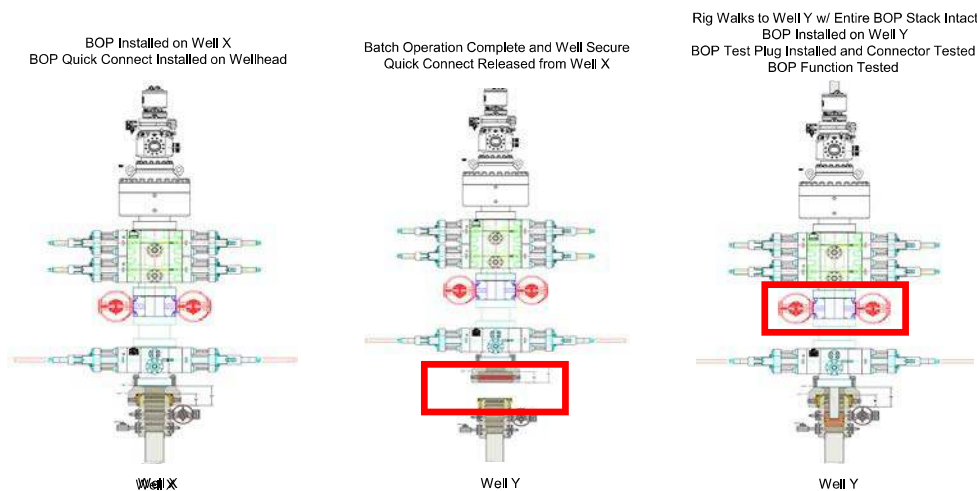 BOP Installed on Well X
BOP Quick Connect Installed on Wellhead
Batch Operation Complete and Well Secure
Quick Connect Released from Well X
Rig Walks to Well Y w/ Entire BOP Stack Intact
BOP Installed on Well Y
BOP Test Plug Installed and Connector Tested
BOP Function Tested
Well X
Well Y
Well Y